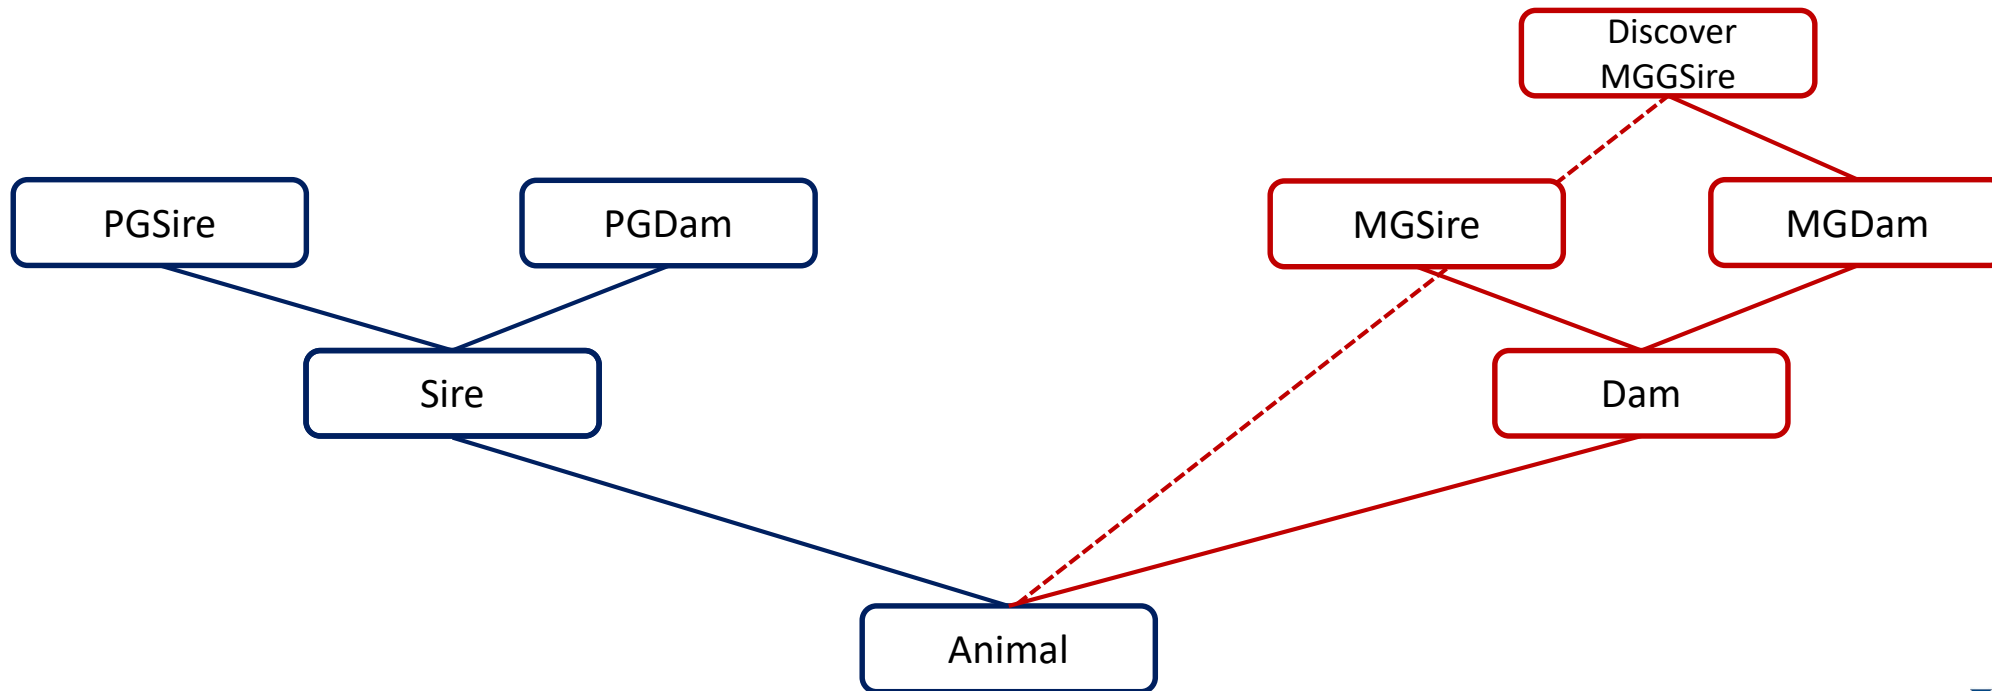 Discover
MGGSire
PGSire
PGDam
MGSire
MGDam
Sire
Dam
Animal